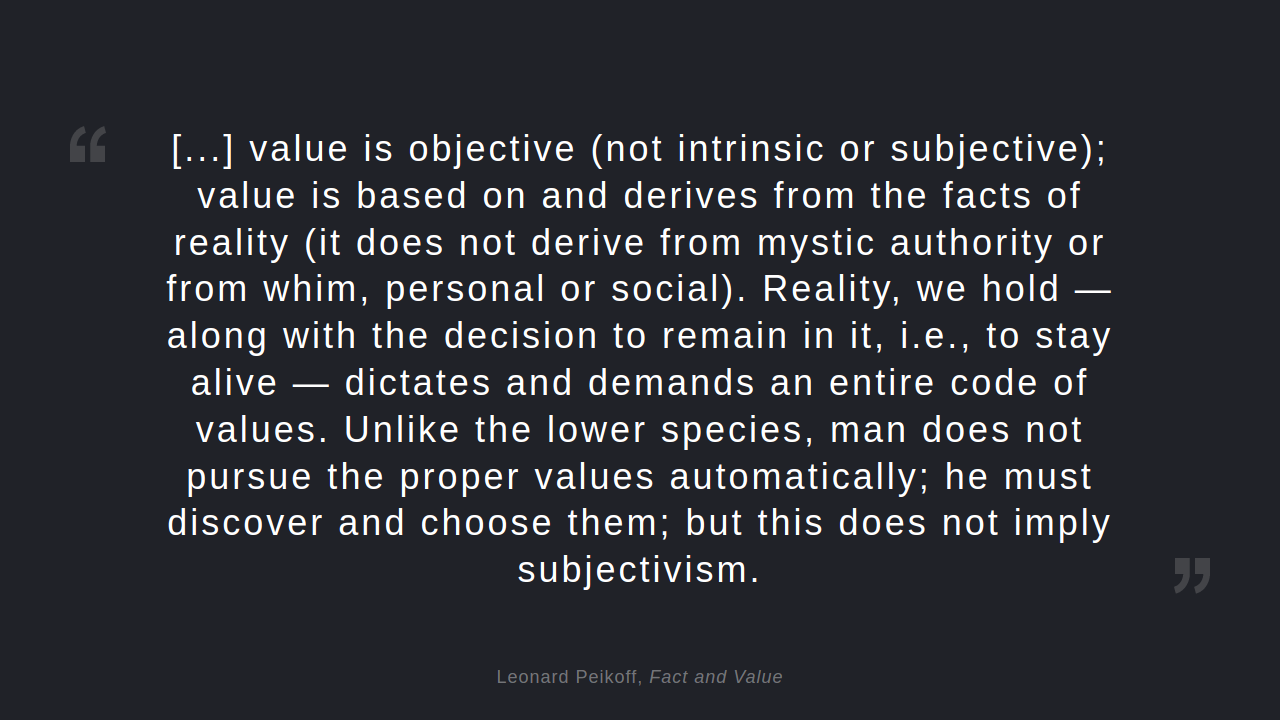 “ [...] value is objective (not intrinsic or subjective);
value is based on and derives from the facts of
reality (it does not derive from mystic authority or
from whim, personal or social). Reality, we hold —
along with the decision to remain in it, i.e., to stay
alive — dictates and demands an entire code of
values. Unlike the lower species, man does not
pursue the proper values automatically; he must
discover and choose them; but this does not imply
subjectivism. ”
Leonard Peikoff, Fact and Value